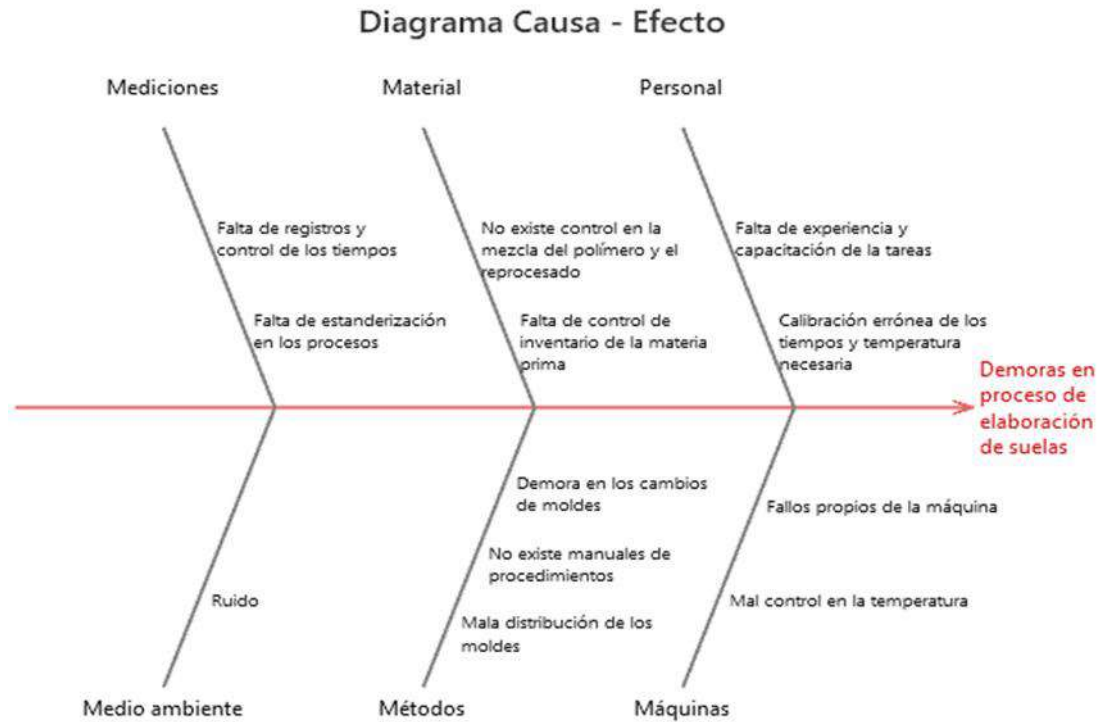 Diagrama Causa - Efecto
Mediciones
Material
Personal
Falta de registros y
control de los tiempos
Falta de estanderización
en los procesos
No existe control en la
mezcla del polímero y el
reprocesado
Falta de control de
inventario de la materia
prima
Falta de experiencia y
capacitación de la tareas
Calibración errónea de los
tiempos y temperatura
necesaria
Demoras en
proceso de
elaboración
de suelas
Ruido
Demora en los cambios
de moldes
No existe manuales de
procedimientos
Mala distribución de los
moldes
Fallos propios de la máquina
Mal control en la temperatura
Medio ambiente
Métodos
Máquinas